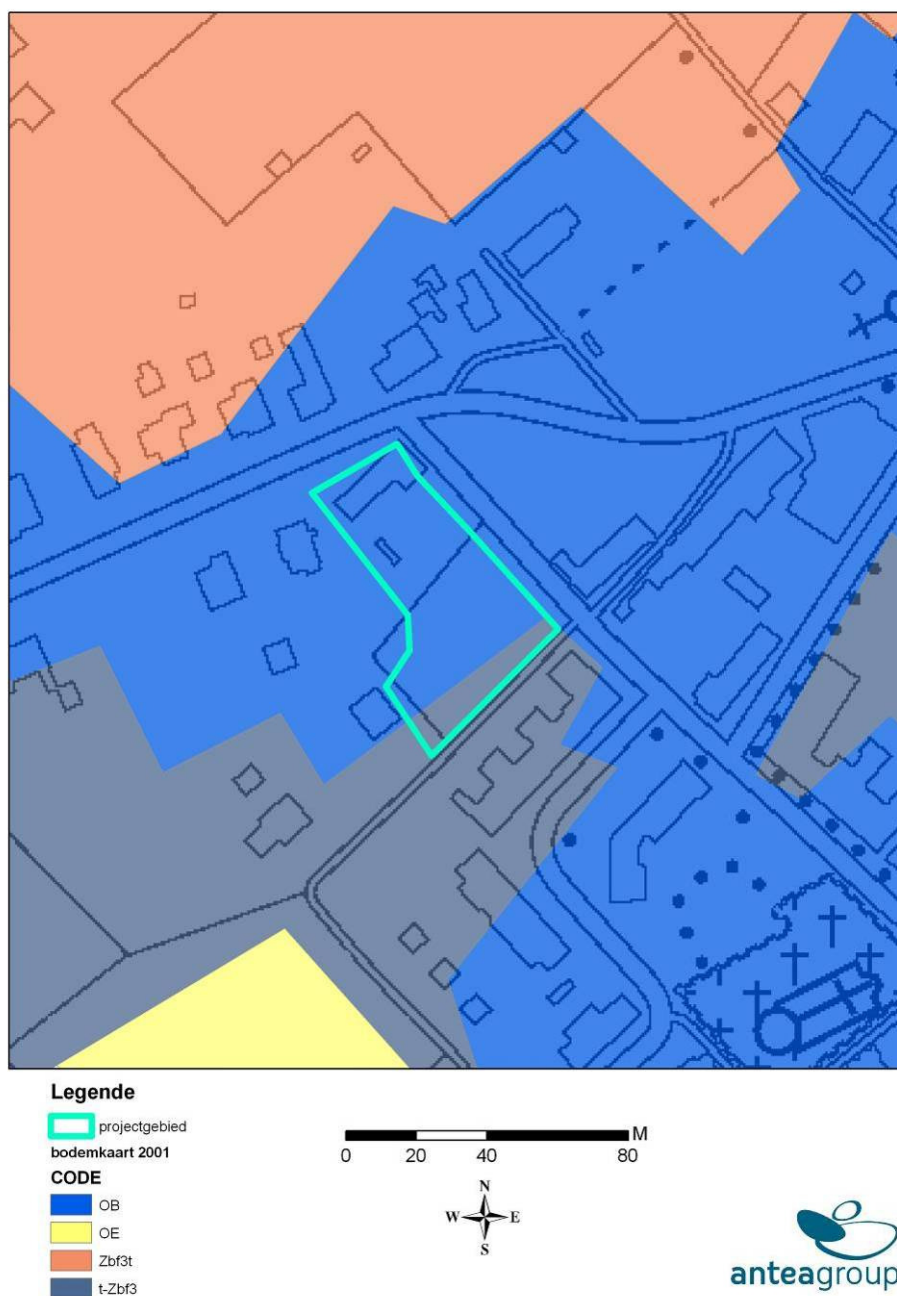 Legende
projectgebied
bodemkaart 2001
CODE
OB
OE
Zbf3t
t-Zbf3
M
0 20 40 80
N
W E
S
anteagroup